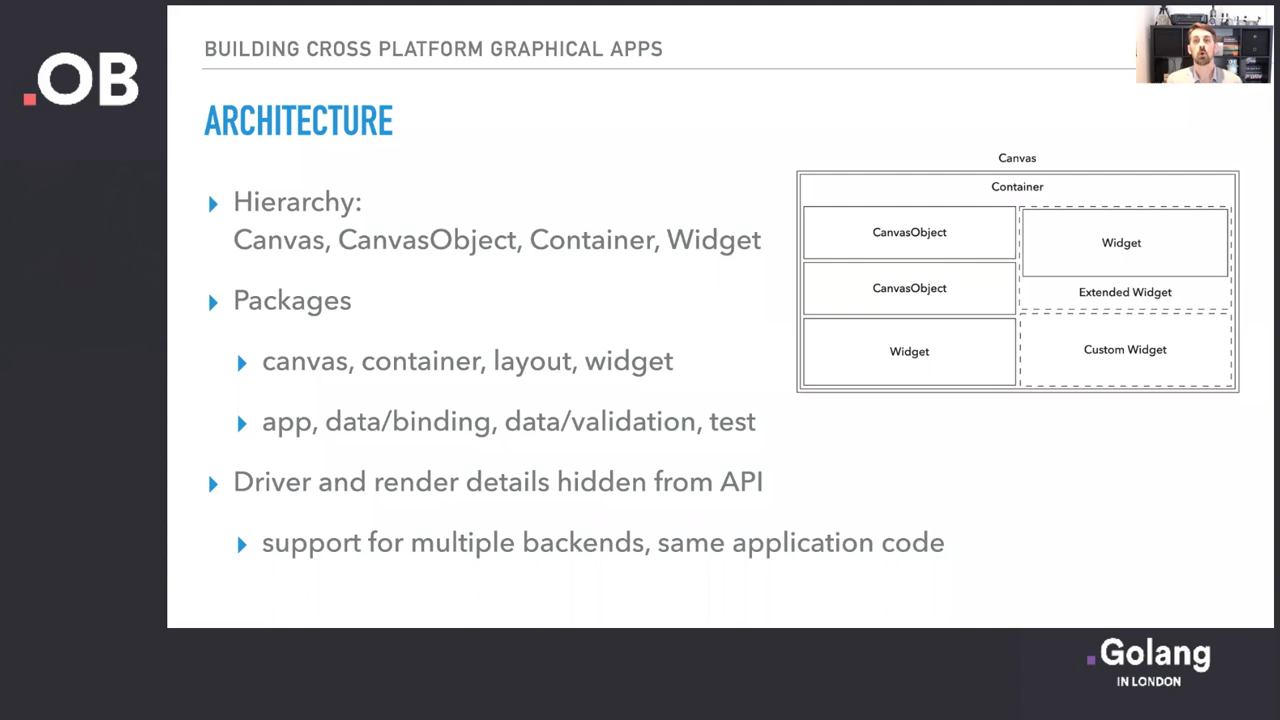 .OB
BUILDING CROSS PLATFORM GRAPHICAL APPS
ARCHITECTURE
Hierarchy:
Canvas, CanvasObject, Container, Widget
Packages
canvas, container, layout, widget
app, data/binding, data/validation, test
Driver and render details hidden from API
support for multiple backends, same application code
Canvas
Container
CanvasObject
Widget
CanvasObject
Extended Widget
Widget
Custom Widget
.Golang
IN LONDON